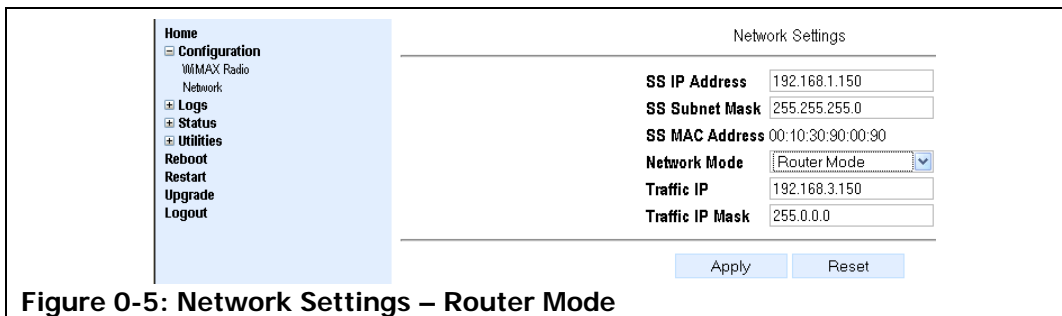 Home
Configuration
WiMAX Radio
Network
Logs
Status
Utilities
Reboot
Restart
Upgrade
Logout
Network Settings
SS IP Address 192.168.1.150
SS Subnet Mask 255.255.255.0
SS MAC Address 00:10:30:90:00:90
Network Mode Router Mode
Traffic IP 192.168.3.150
Traffic IP Mask 255.0.0.0
Apply Reset
Figure 0-5: Network Settings – Router Mode